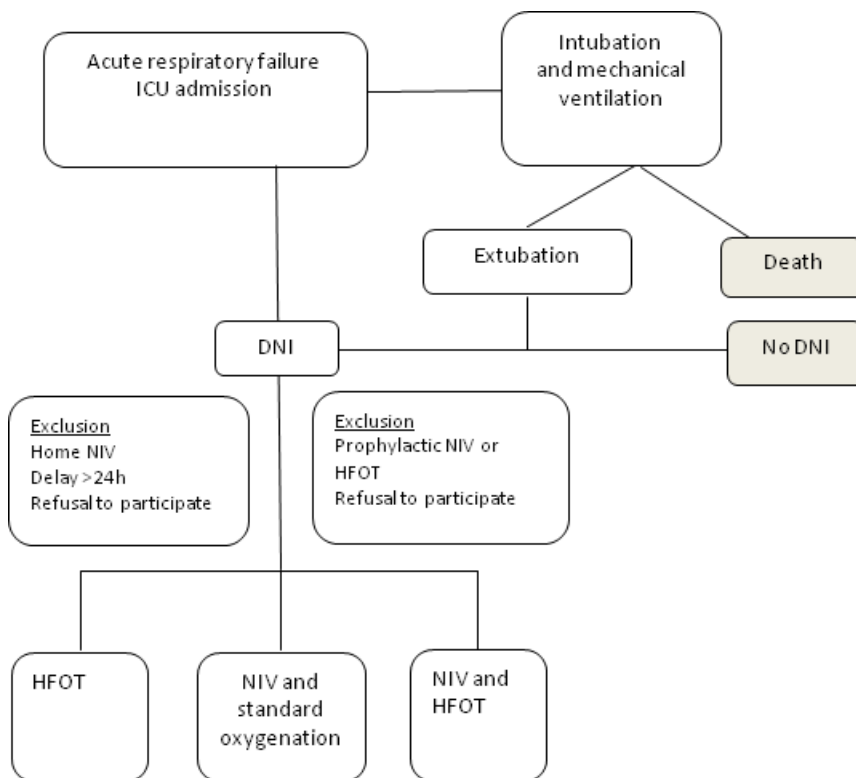 Acute respiratory failure
ICU admission
Intubation
and mechanical
ventilation
Extubation
Death
DNI
No DNI
Exclusion
Home NIV
Delay >24h
Refusal to participate
Exclusion
Prophylactic NIV or
HFOT
Refusal to participate
HFOT
NIV and
standard
oxygenation
NIV and
HFOT